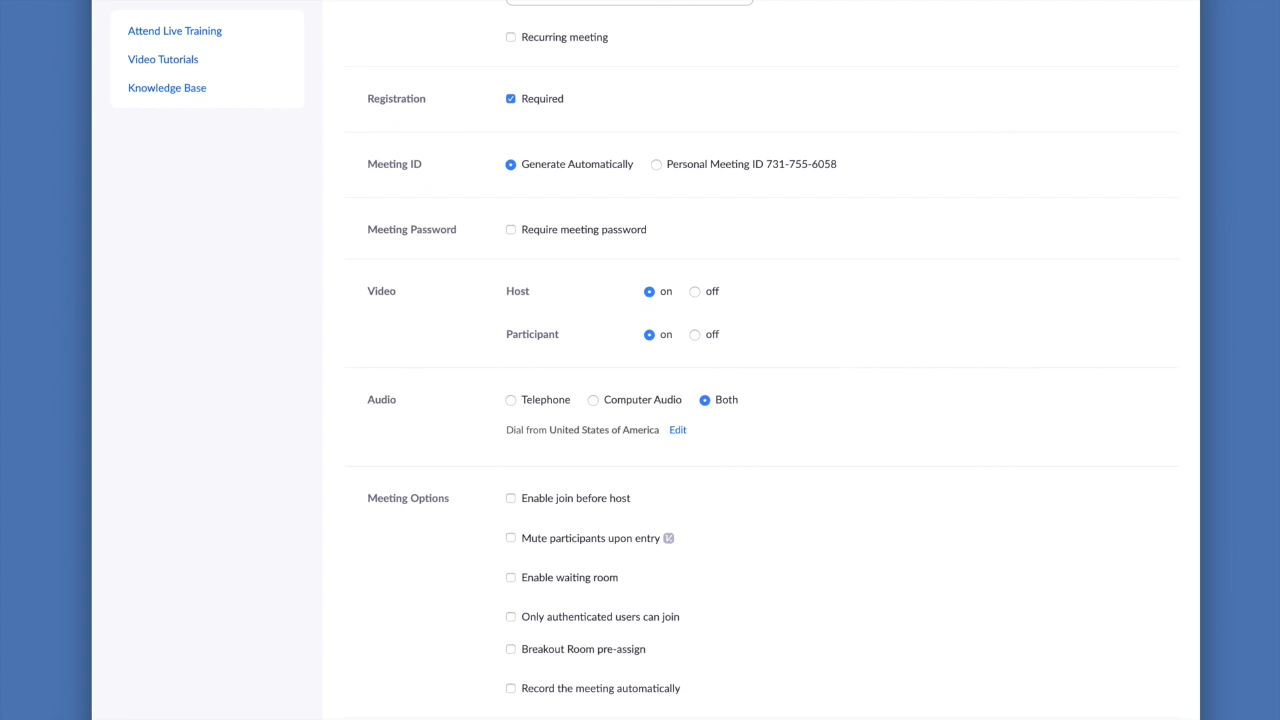 Attend Live Training
Video Tutorials
Knowledge Base
Recurring meeting
Registration Required
Meeting ID Generate Automatically Personal Meeting ID 731-755-6058
Meeting Password Require meeting password
Video Host on off
Participant on off
Audio Telephone Computer Audio Both
Dial from United States of America Edit
Meeting Options Enable join before host
Mute participants upon entry
Enable waiting room
Only authenticated users can join
Breakout Room pre-assign
Record the meeting automatically